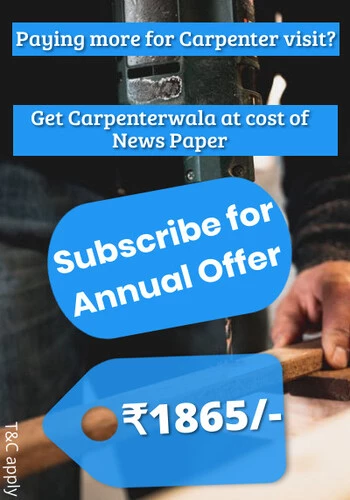 Paying more for Carpenter visit?
Get Carpenterwala at cost of
News Paper
Subscribe for
Annual Offer
₹1865/-
T&C apply